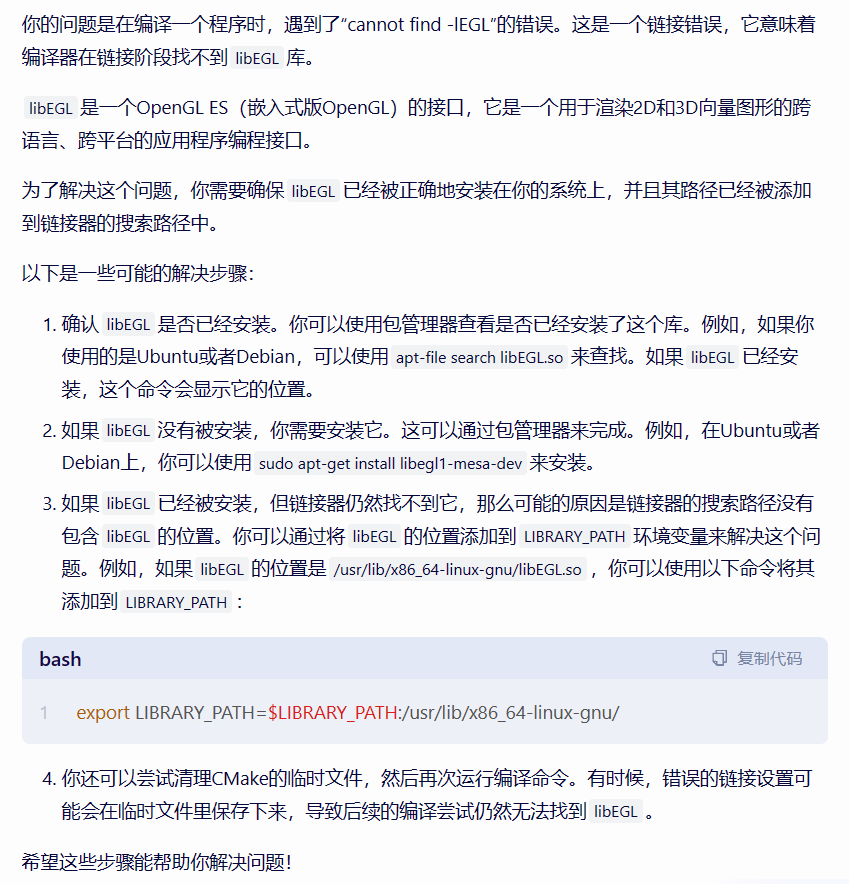 你的问题是在编译一个程序时，遇到了“cannot find -lEGL”的错误。这是一个链接错误，它意味着
编译器在链接阶段找不到 libEGL 库。
libEGL 是一个OpenGL ES（嵌入式版OpenGL）的接口，它是一个用于渲染2D和3D向量图形的跨
语言、跨平台的应用程序编程接口。
为了解决这个问题，你需要确保 libEGL 已经被正确地安装在你的系统上，并且其路径已经被添加
到链接器的搜索路径中。
以下是一些可能的解决步骤：
1. 确认 libEGL 是否已经安装。你可以使用包管理器查看是否已经安装了这个库。例如，如果你
使用的是Ubuntu或者Debian，可以使用 apt-file search libEGL.so 来查找。如果 libEGL 已经安
装，这个命令会显示它的位置。
2. 如果 libEGL 没有被安装，你需要安装它。这可以通过包管理器来完成。例如，在Ubuntu或者
Debian上，你可以使用 sudo apt-get install libegl1-mesa-dev 来安装。
3. 如果 libEGL 已经被安装，但链接器仍然找不到它，那么可能的原因是链接器的搜索路径没有
包含 libEGL 的位置。你可以通过将 libEGL 的位置添加到 LIBRARY_PATH 环境变量来解决这个问
题。例如，如果 libEGL 的位置是 /usr/lib/x86_64-linux-gnu/libEGL.so ，你可以使用以下命令将其
添加到 LIBRARY_PATH ：
bash 复制代码
1 export LIBRARY_PATH=$LIBRARY_PATH:/usr/lib/x86_64-linux-gnu/
4. 你还可以尝试清理CMake的临时文件，然后再次运行编译命令。有时候，错误的链接设置可
能会在临时文件里保存下来，导致后续的编译尝试仍然无法找到 libEGL 。
希望这些步骤能帮助你解决问题！